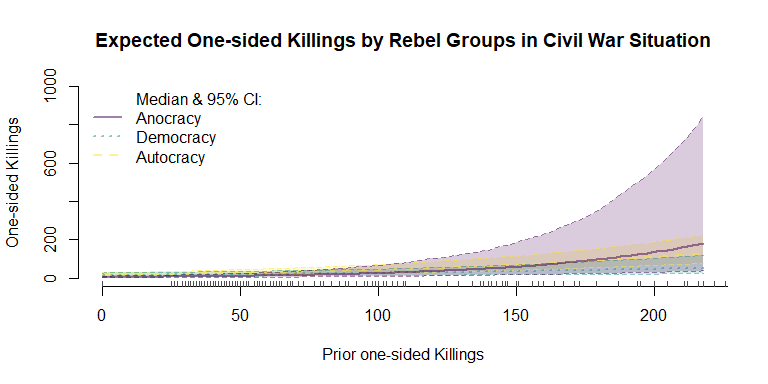 Expected One-sided Killings by Rebel Groups in Civil War Situation
One-sided Killings
1000
600
200
0
Median & 95% CI:
Anocracy
Democracy
Autocracy
0 50 100 150 200
Prior one-sided Killings